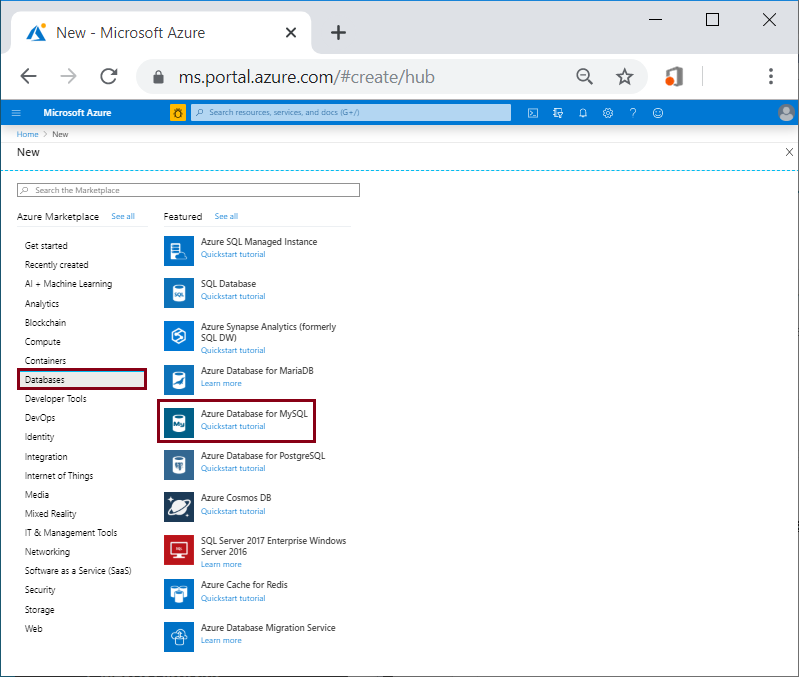 New - Microsoft Azure
ms.portal.azure.com/#create/hub
Microsoft Azure
Search resources, services, and docs (G+/)
Home > New
New
Search the Marketplace
Azure Marketplace See all
Get started
Recently created
AI + Machine Learning
Analytics
Blockchain
Compute
Containers
Databases
Developer Tools
DevOps
Identity
Integration
Internet of Things
Media
Mixed Reality
IT & Management Tools
Networking
Software as a Service (SaaS)
Security
Storage
Web
Featured See all
Azure SQL Managed Instance
Quickstart tutorial
SQL
SQL Database
Quickstart tutorial
Azure Synapse Analytics (formerly
SQL DW)
Quickstart tutorial
Azure Database for MariaDB
Learn more
My
Azure Database for MySQL
Quickstart tutorial
Azure Database for PostgreSQL
Quickstart tutorial
Azure Cosmos DB
Quickstart tutorial
SQL Server 2017 Enterprise Windows
Server 2016
Learn more
Azure Cache for Redis
Quickstart tutorial
Azure Database Migration Service
Learn more